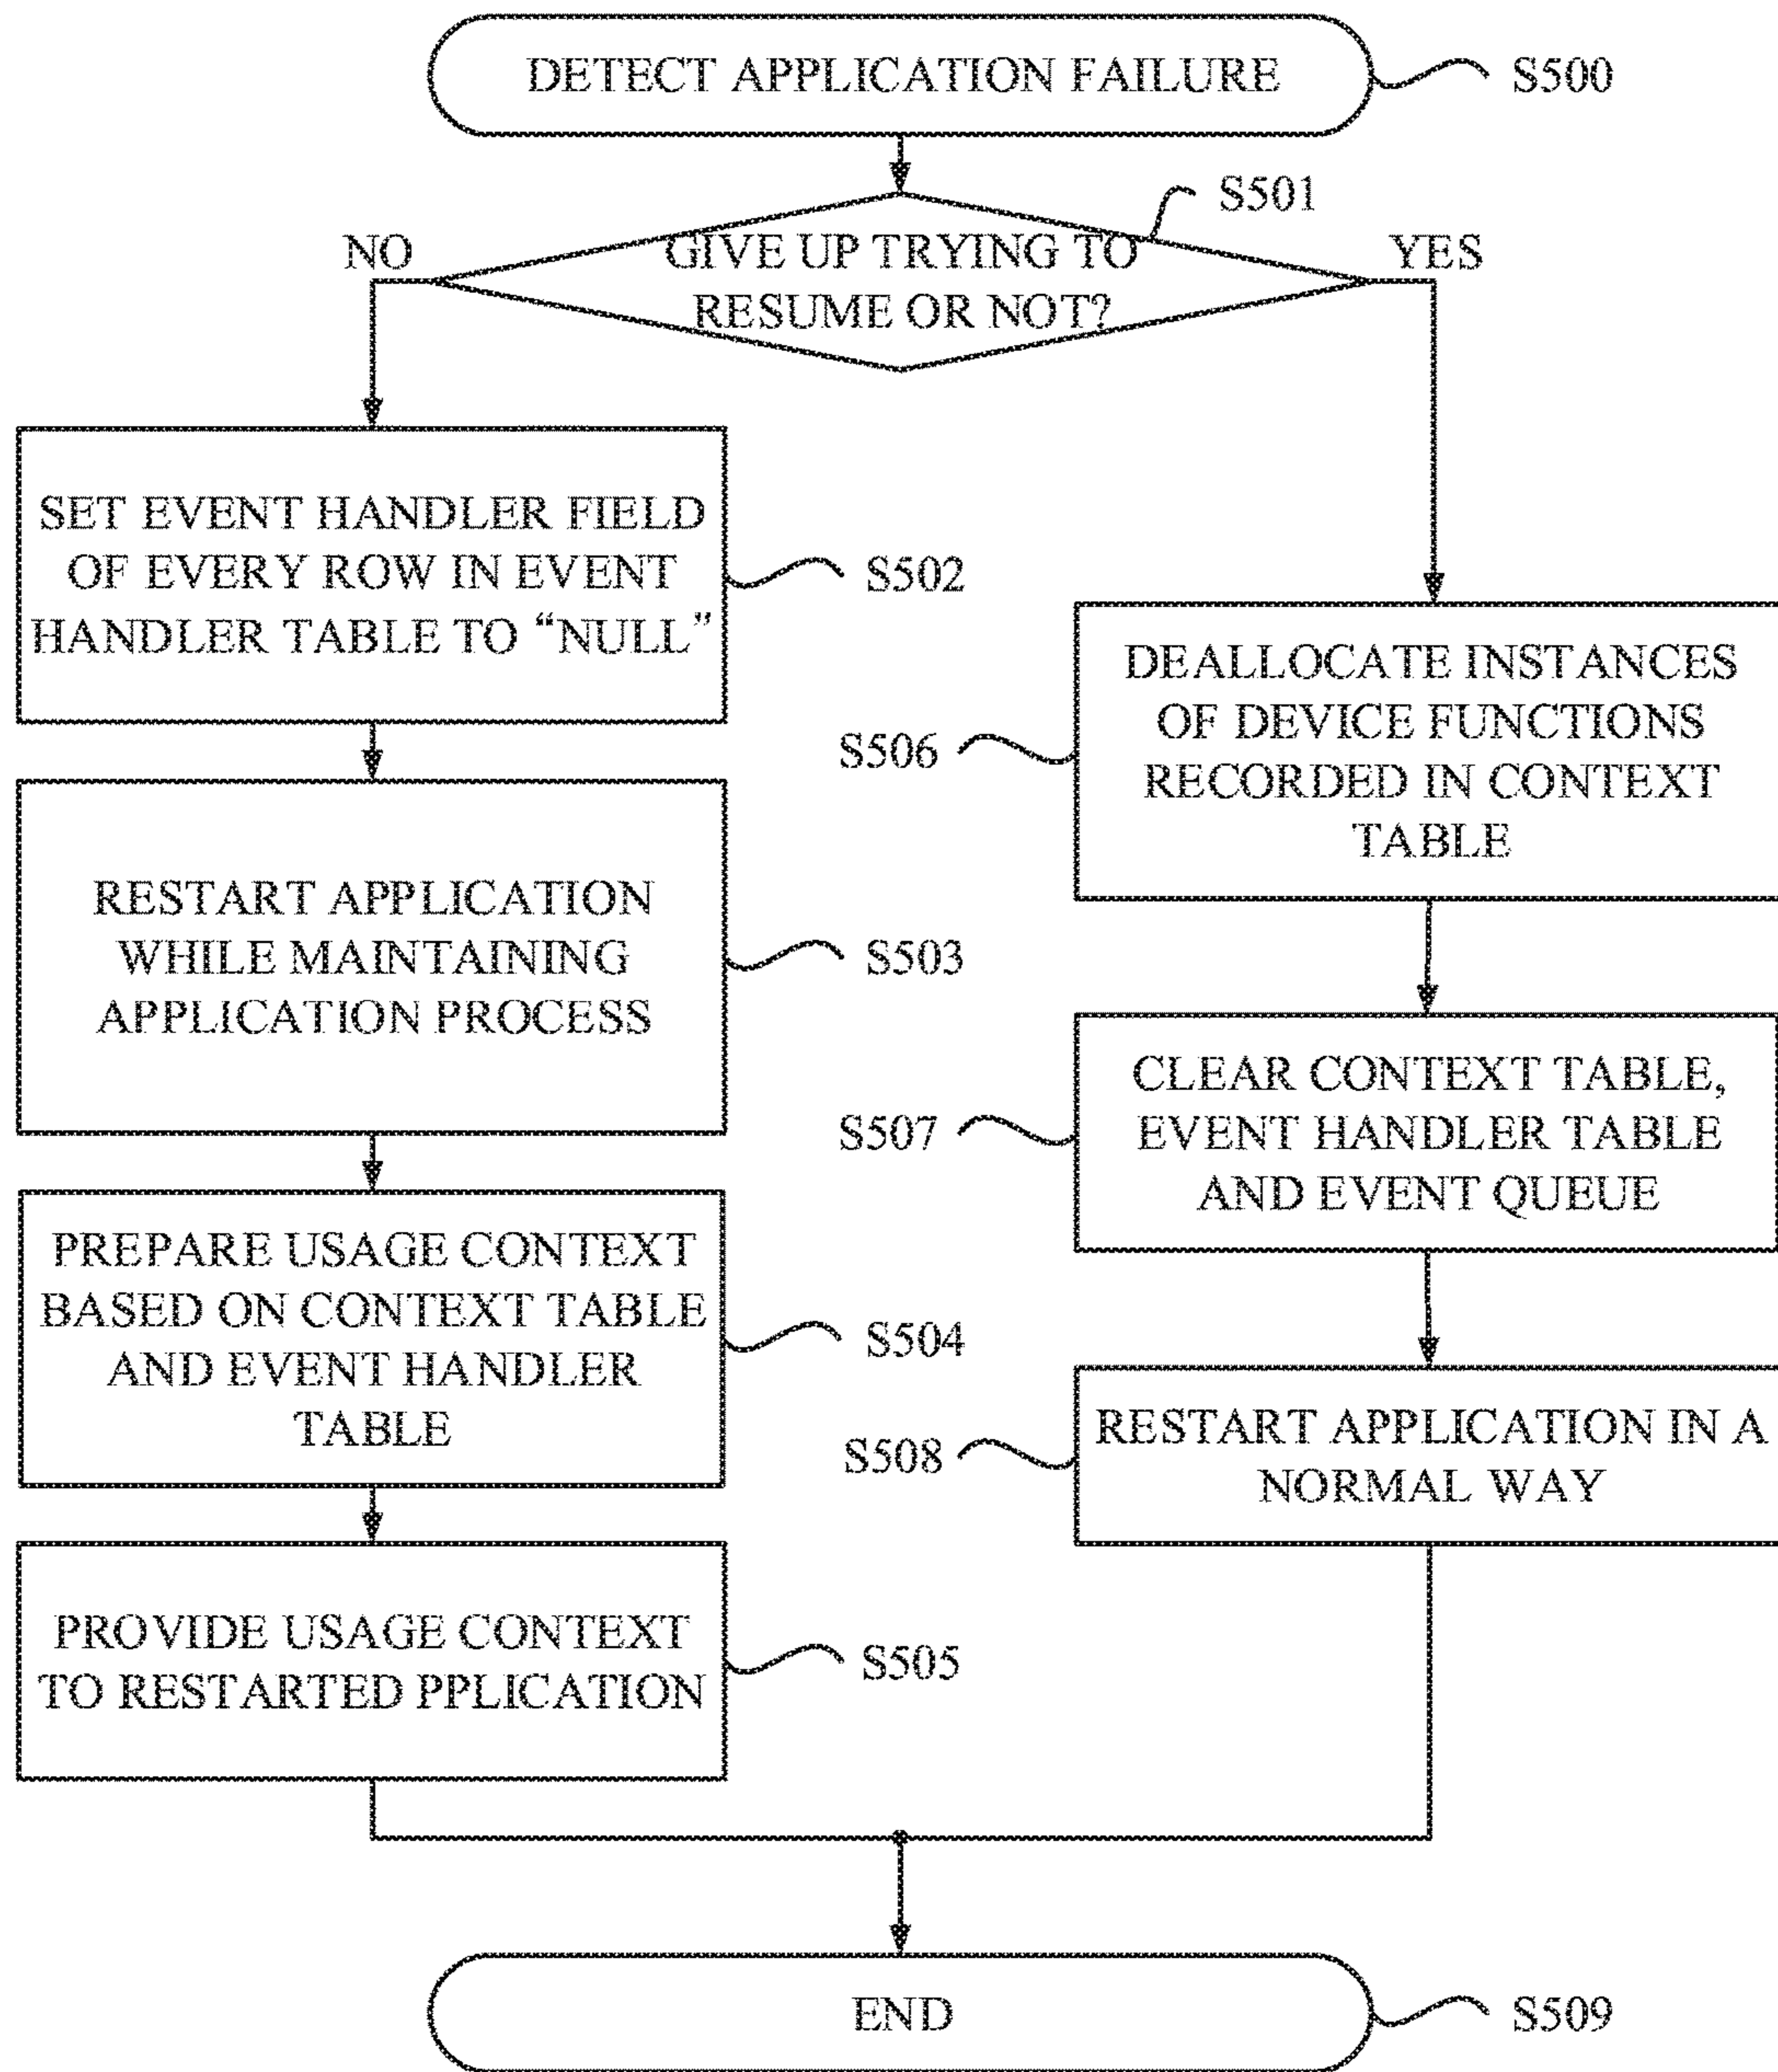 DETECT APPLICATION FAILURE
S500
S501
NO
GIVE UP TRYING TO
YES
RESUME OR NOT?
SET EVENT HANDLER FIELD
OF EVERY ROW IN EVENT
HANDLER TABLE TO “NULL”
S502
RESTART APPLICATION
WHILE MAINTAINING
APPLICATION PROCESS
S503
PREPARE USAGE CONTEXT
BASED ON CONTEXT TABLE
AND EVENT HANDLER
TABLE
S504
PROVIDE USAGE CONTEXT
TO RESTARTED PPLICATION
S505
DEALLOCATE INSTANCES
OF DEVICE FUNCTIONS
RECORDED IN CONTEXT
TABLE
S506
CLEAR CONTEXT TABLE,
EVENT HANDLER TABLE
AND EVENT QUEUE
S507
RESTART APPLICATION IN A
NORMAL WAY
S508
END
S509